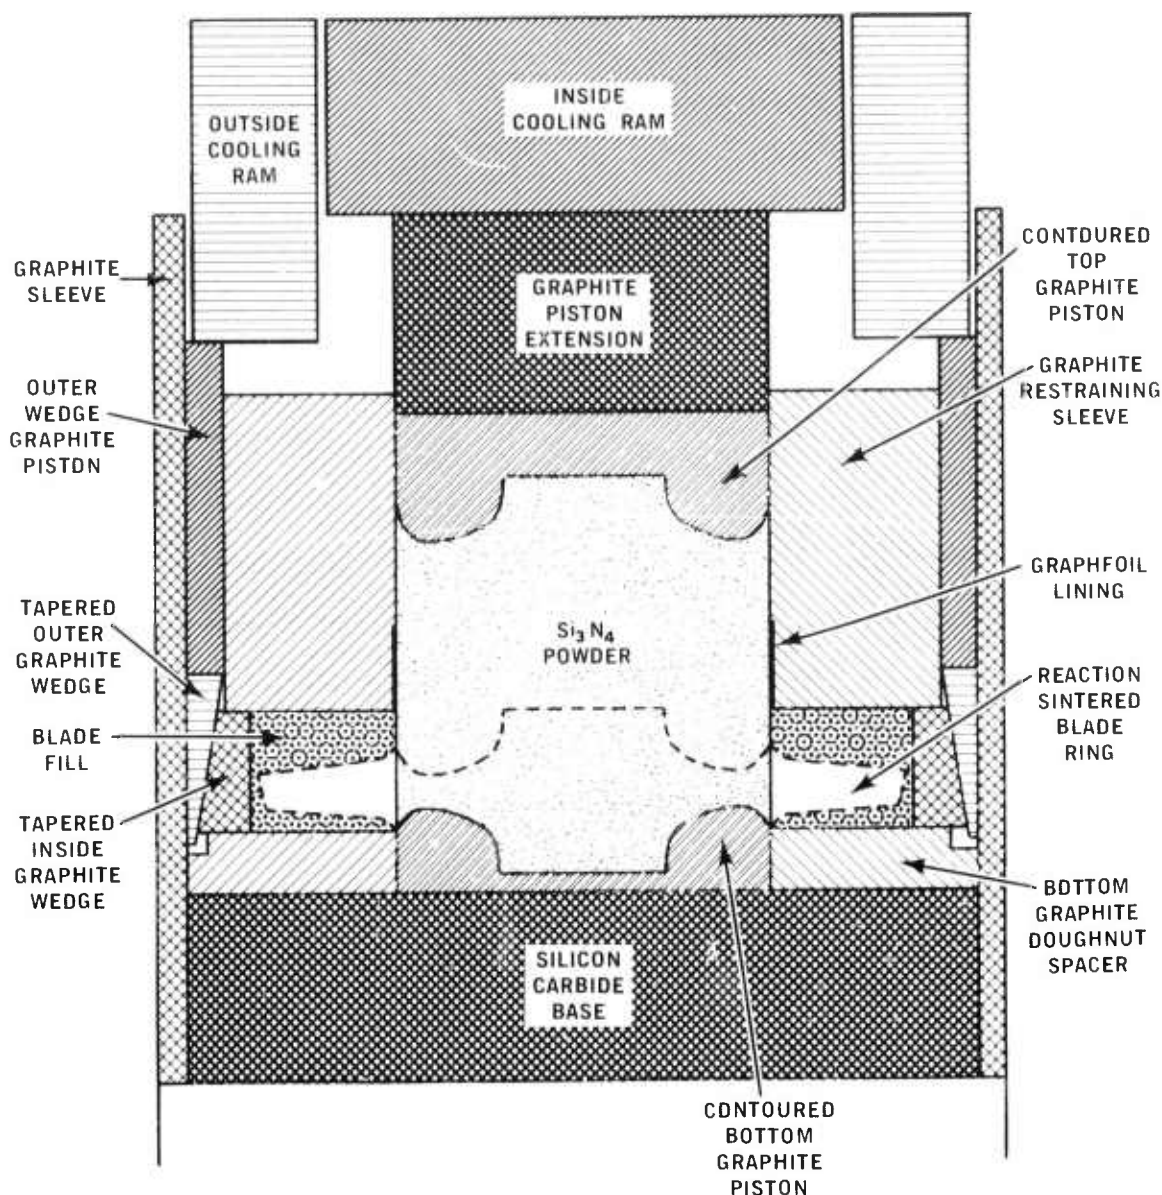 INSIDE
COOLING RAM
OUTSIDE
COOLING
RAM
GRAPHITE
SLEEVE
GRAPHITE
PISTON
EXTENSION
CONTDURED
TOP
GRAPHITE
PISTON
OUTER
WEDGE
GRAPHITE
PISTDN
GRAPHITE
RESTRAINING
SLEEVE
GRAPHFOIL
LINING
TAPERED
OUTER
GRAPHITE
WEDGE
Si₃N₄
POWDER
REACTION
SINTERED
BLADE
RING
BLADE
FILL
TAPERED
INSIDE
GRAPHITE
WEDGE
BDTTOM
GRAPHITE
DOUGHNUT
SPACER
SILICON
CARBIDE
BASE
CDNTOURED
BOTTOM
GRAPHITE
PISTON